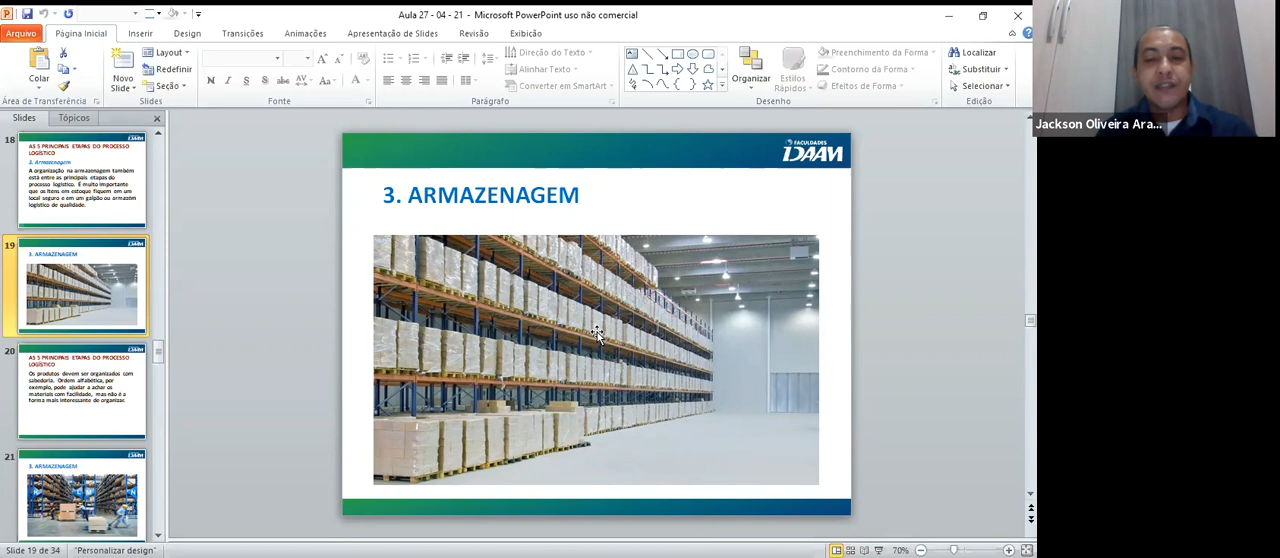 Aula 27 - 04 - 21 - Microsoft PowerPoint uso não comercial
Arquivo
Página Inicial
Inserir
Design
Transições
Animações
Apresentação de Slides
Revisão
Exibição
Colar
Área de Transferência
Novo
Slide
Layout
Redefinir
Seção
Slides
N
I
S
abc
AV
Aa
A
Fonte
Direção do Texto
Alinhar Texto
Converter em SmartArt
Parágrafo
Organizar
Estilos
Rápidos
Preenchimento da Forma
Contorno da Forma
Efeitos de Forma
Desenho
Localizar
Substituir
Selecionar
Edição
Jackson Oliveira Ara...
Slides
Tópicos
18
AS 5 PRINCIPAIS ETAPAS DO PROCESSO
LOGÍSTICO
3. Armazenagem
A organização na armazenagem também
está entre as principais etapas do
processo logístico. É muito importante
que os itens em estoque fiquem em um
local seguro e em um galpão ou armazém
logístico de qualidade.
19
3. ARMAZENAGEM
20
AS 5 PRINCIPAIS ETAPAS DO PROCESSO
LOGÍSTICO
Os produtos devem ser organizados com
sabedoria. Ordem alfabética, por
exemplo, pode ajudar a achar os
materiais com facilidade, mas não é a
forma mais interessante de organizar.
21
3. ARMAZENAGEM
FACULDADES
IDAAM
3. ARMAZENAGEM
Slide 19 de 34
"Personalizar design"
70%